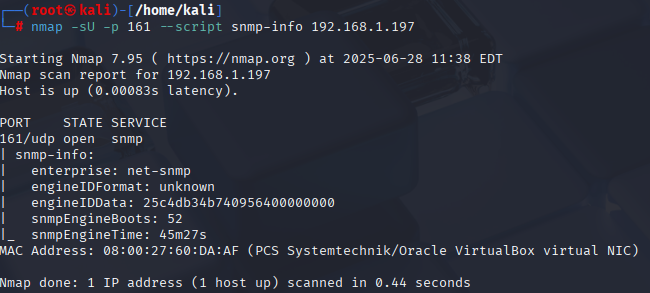 ┌──(root㉿kali)-[/home/kali]
└─# nmap -sU -p 161 --script snmp-info 192.168.1.197
Starting Nmap 7.95 ( https://nmap.org ) at 2025-06-28 11:38 EDT
Nmap scan report for 192.168.1.197
Host is up (0.00083s latency).
PORT    STATE SERVICE
161/udp open  snmp
| snmp-info:
|   enterprise: net-snmp
|   engineIDFormat: unknown
|   engineIDData: 25c4db34b740956400000000
|   snmpEngineBoots: 52
|_  snmpEngineTime: 45m27s
MAC Address: 08:00:27:60:DA:AF (PCS Systemtechnik/Oracle VirtualBox virtual NIC)
Nmap done: 1 IP address (1 host up) scanned in 0.44 seconds